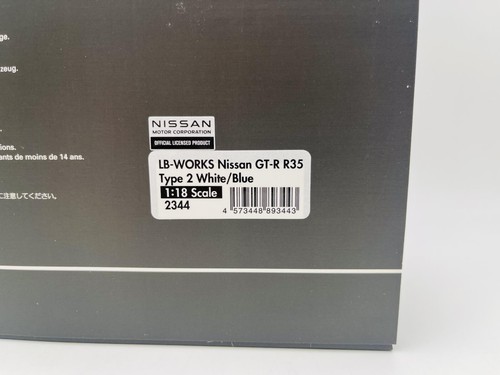 ge.
zeug.
tions.
ants de moins de 14 ans.
に注意してください。
NISSAN
MOTOR CORPORATION
OFFICIAL LICENSED PRODUCT
LB-WORKS Nissan GT-R R35
Type 2 White/Blue
1:18 Scale
2344
4 573448 893443